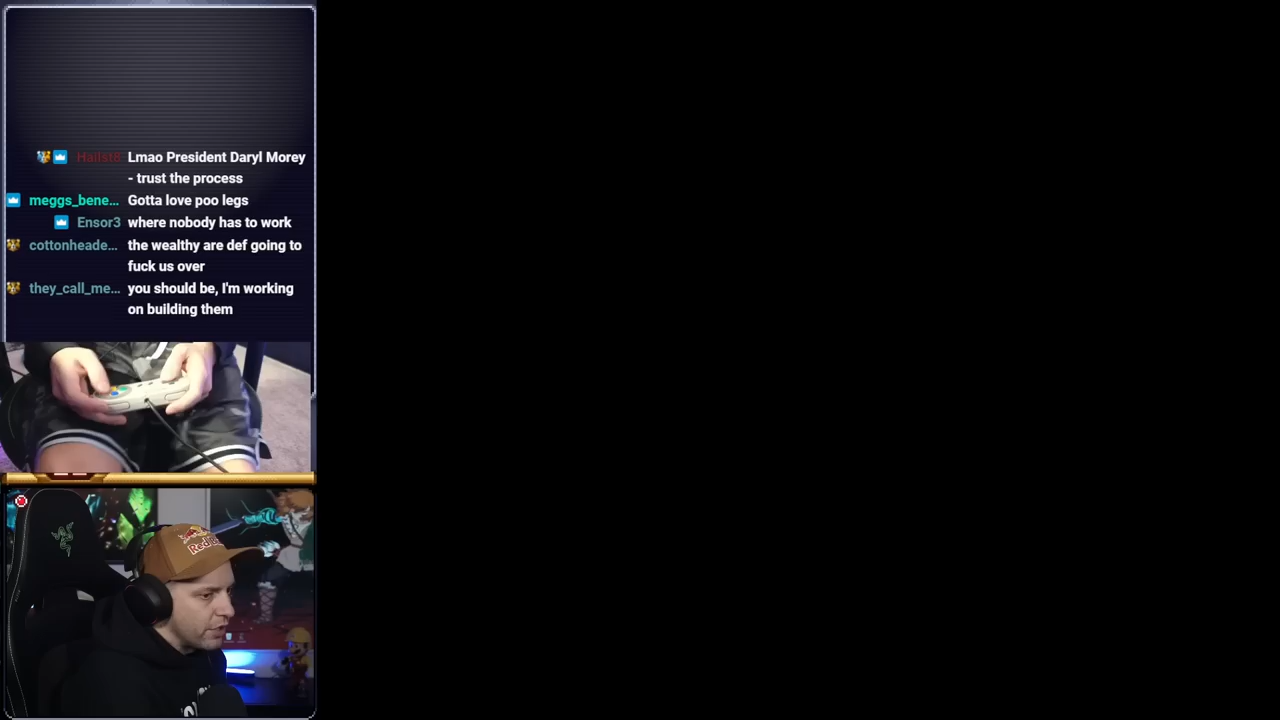 Hailst8 Lmao President Daryl Morey
- trust the process
meggs_bene... Gotta love poo legs
Ensor3 where nobody has to work
cottonheade... the wealthy are def going to
fuck us over
they_call_me... you should be, I'm working
on building them